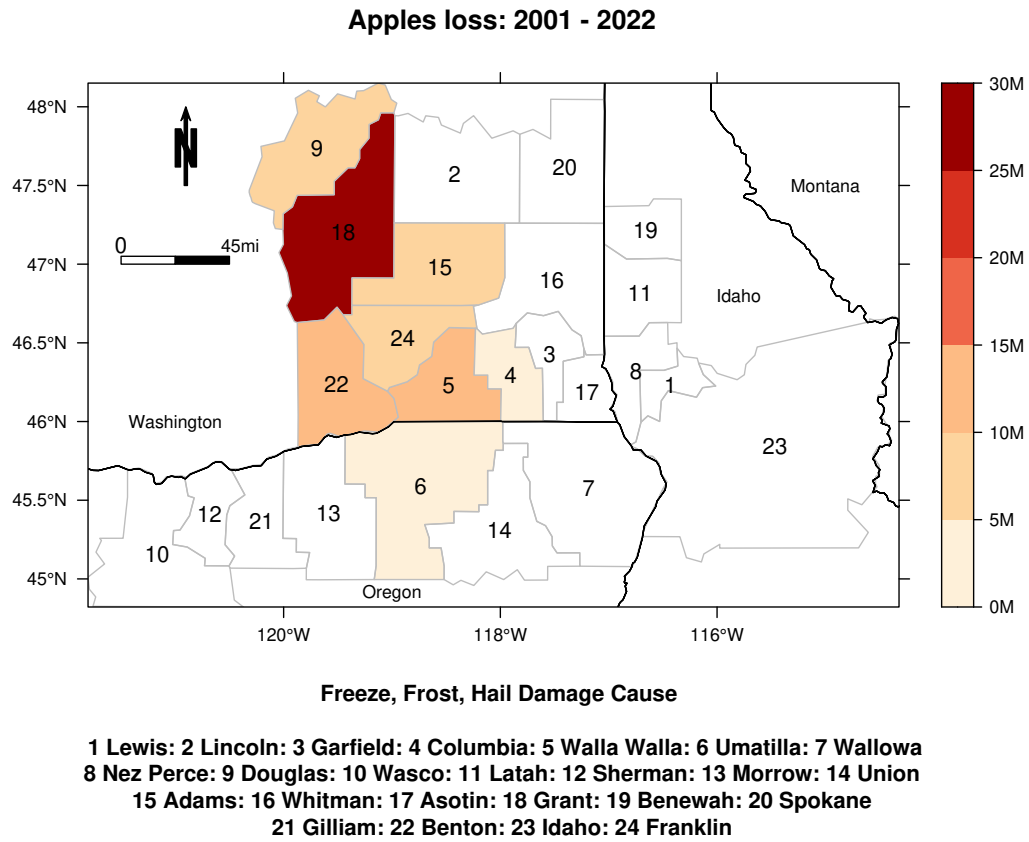 Apples loss: 2001 - 2022
48°N
47.5°N
47°N
46.5°N
46°N
45.5°N
45°N
N
0
45mi
9
2
20
18
15
16
19
11
24
22
5
4
3
17
8
1
23
6
7
12
21
13
10
14
Washington
Oregon
Idaho
Montana
120°W
118°W
116°W
30M
25M
20M
15M
10M
5M
0M
Freeze, Frost, Hail Damage Cause
1 Lewis: 2 Lincoln: 3 Garfield: 4 Columbia: 5 Walla Walla: 6 Umatilla: 7 Wallowa
8 Nez Perce: 9 Douglas: 10 Wasco: 11 Latah: 12 Sherman: 13 Morrow: 14 Union
15 Adams: 16 Whitman: 17 Asotin: 18 Grant: 19 Benewah: 20 Spokane
21 Gilliam: 22 Benton: 23 Idaho: 24 Franklin